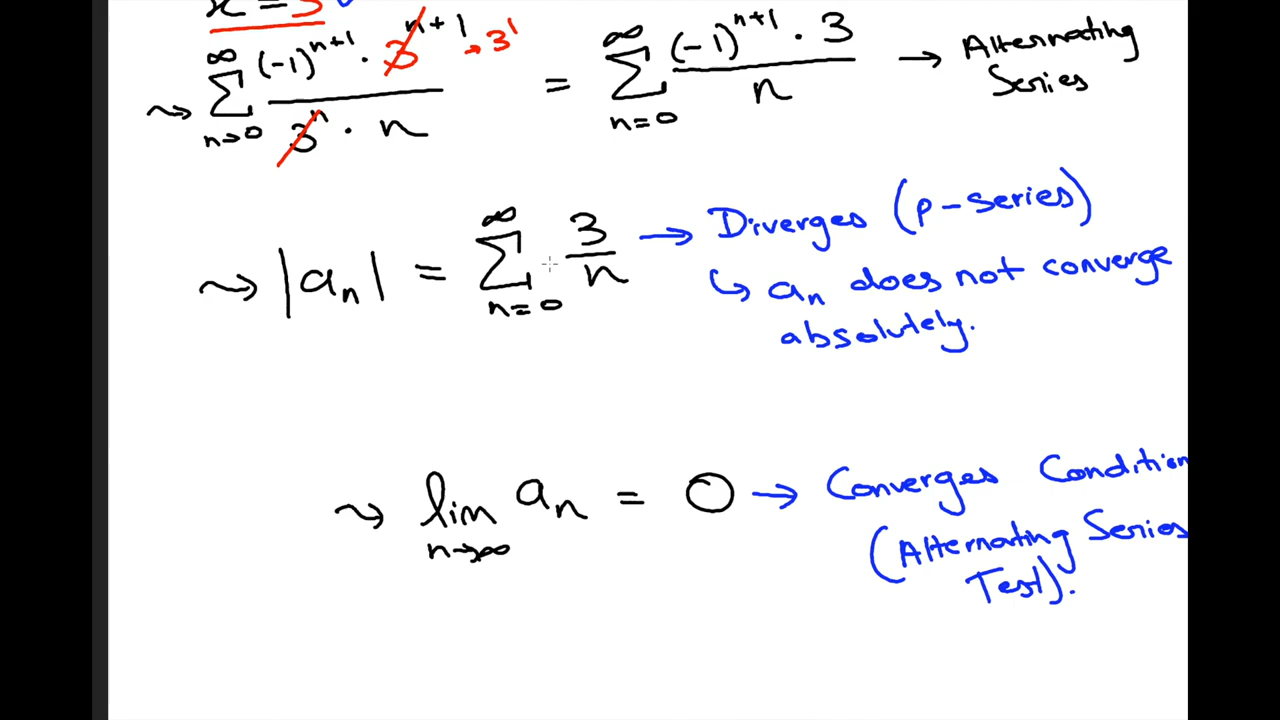 x = 3
∞ ∑ n→0 (-1)^{n+1} · 3^{n+1} → 3^1 / 3^n · n = ∞ ∑ n=0 (-1)^{n+1} · 3 / n → Alternating
Series
⇝ |a_n| = ∞ ∑ n=0 3/n → Diverges (p-series)
↳ a_n does not converge
absolutely.
⇝ lim n→∞ a_n = 0 → Converges Condition
(Alternating Series
Test).